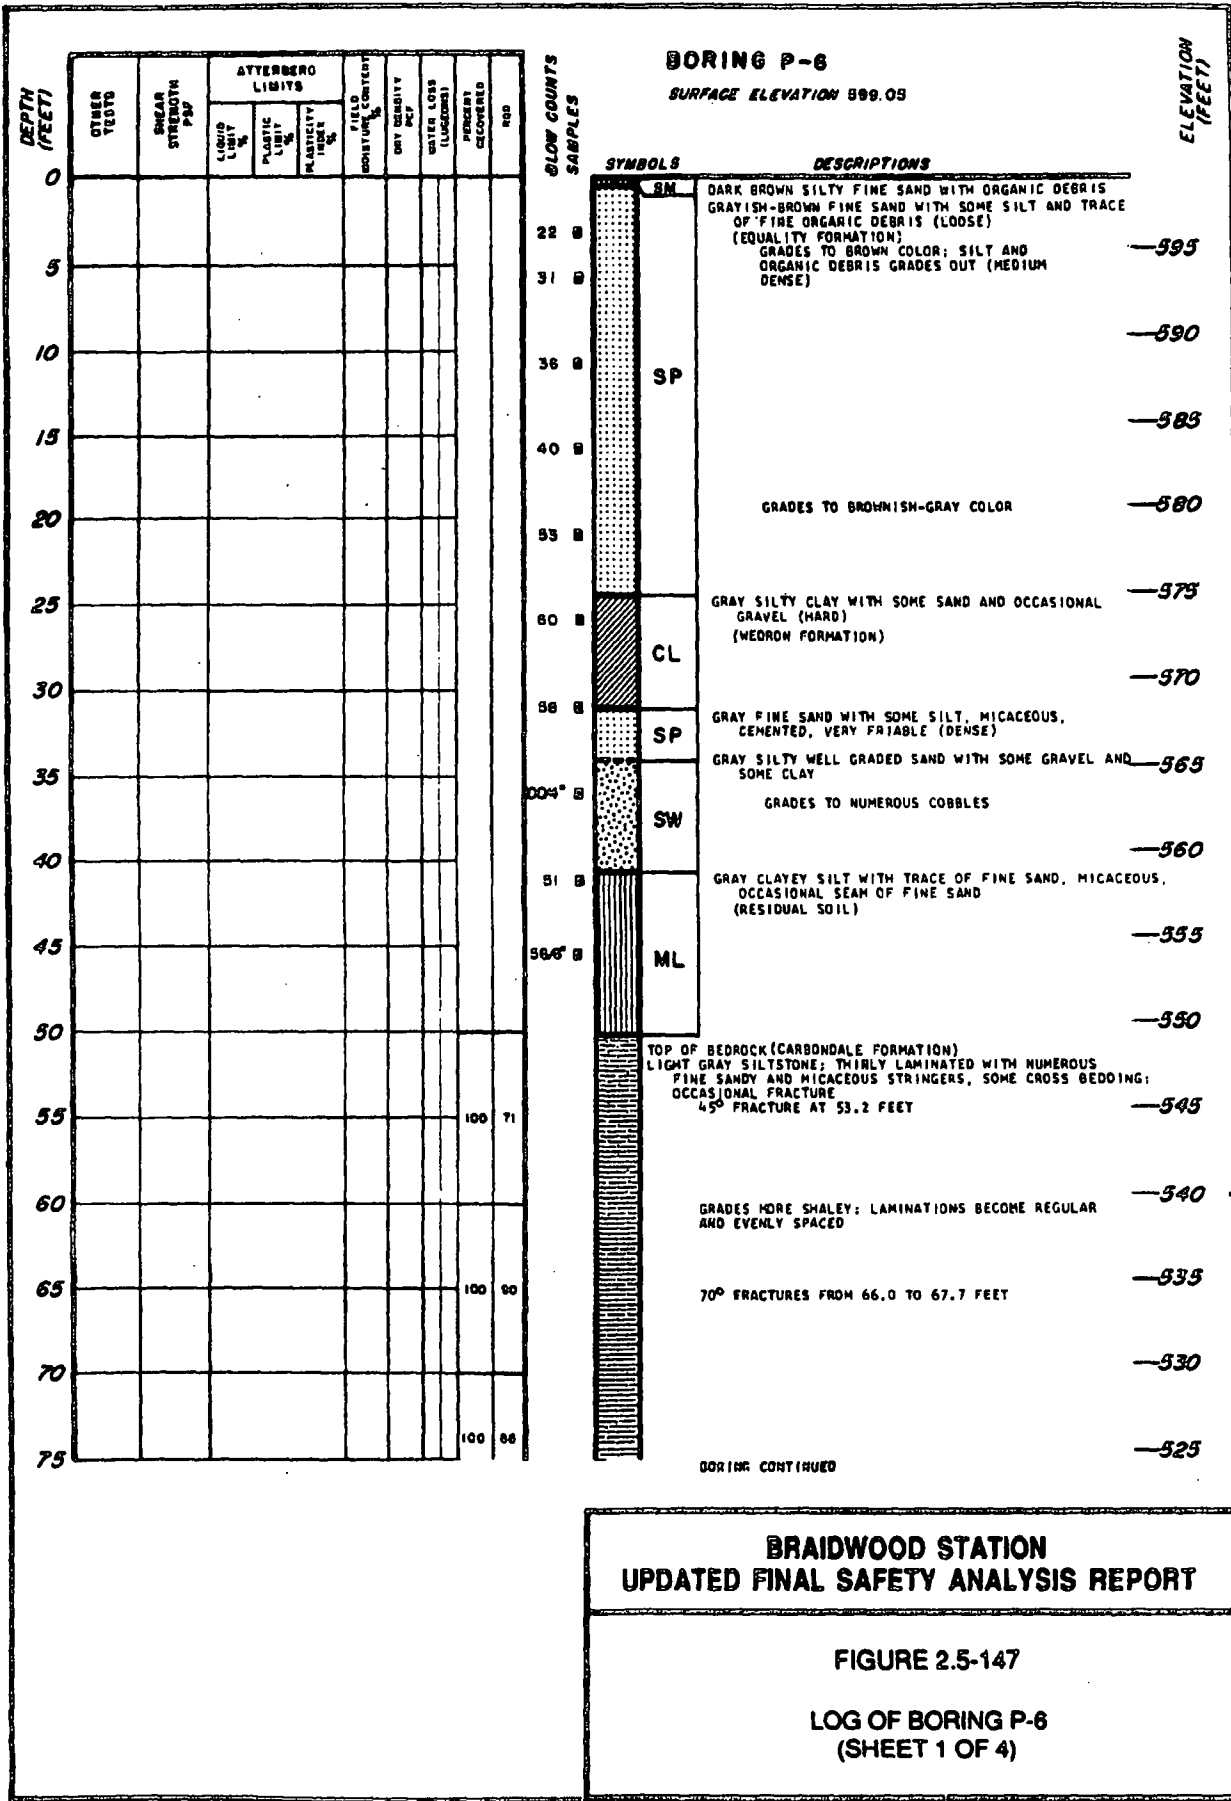 BORING P-6
SURFACE ELEVATION 599.05
DEPTH (FEET)
OTHER TESTS
SHEAR STRENGTH PSF
ATTERBERG LIMITS
LIQUID LIMIT %
PLASTIC LIMIT %
PLASTICITY INDEX %
FIELD MOISTURE CONTENT %
DRY DENSITY PCF
WATER LOSS (LUGEONS)
PERCENT RECOVERED
RQD
BLOW COUNTS
SAMPLES
SYMBOLS
DESCRIPTIONS
ELEVATION (FEET)
0
SM
DARK BROWN SILTY FINE SAND WITH ORGANIC DEBRIS
GRAYISH-BROWN FINE SAND WITH SOME SILT AND TRACE
OF FINE ORGANIC DEBRIS (LOOSE)
22
(EQUALITY FORMATION)
595
GRADES TO BROWN COLOR; SILT AND
5
ORGANIC DEBRIS GRADES OUT (MEDIUM
31
DENSE)
590
10
36
SP
585
15
40
580
GRADES TO BROWNISH-GRAY COLOR
20
53
575
25
GRAY SILTY CLAY WITH SOME SAND AND OCCASIONAL
GRAVEL (HARD)
60
(WEDRON FORMATION)
CL
570
30
GRAY FINE SAND WITH SOME SILT, MICACEOUS,
CEMENTED, VERY FRIABLE (DENSE)
SP
GRAY SILTY WELL GRADED SAND WITH SOME GRAVEL AND
565
SOME CLAY
35
GRADES TO NUMEROUS COBBLES
SW
560
40
51
GRAY CLAYEY SILT WITH TRACE OF FINE SAND, MICACEOUS,
OCCASIONAL SEAM OF FINE SAND
(RESIDUAL SOIL)
555
45
ML
550
50
TOP OF BEDROCK (CARBONDALE FORMATION)
LIGHT GRAY SILTSTONE; THINLY LAMINATED WITH NUMEROUS
FINE SANDY AND MICACEOUS STRINGERS, SOME CROSS BEDDING;
OCCASIONAL FRACTURE
45° FRACTURE AT 53.2 FEET
545
55
100 71
540
60
GRADES MORE SHALEY; LAMINATIONS BECOME REGULAR
AND EVENLY SPACED
535
65
100 90
70° FRACTURES FROM 66.0 TO 67.7 FEET
530
70
100
525
75
BORING CONTINUED
BRAIDWOOD STATION
UPDATED FINAL SAFETY ANALYSIS REPORT
FIGURE 2.5-147
LOG OF BORING P-6
(SHEET 1 OF 4)